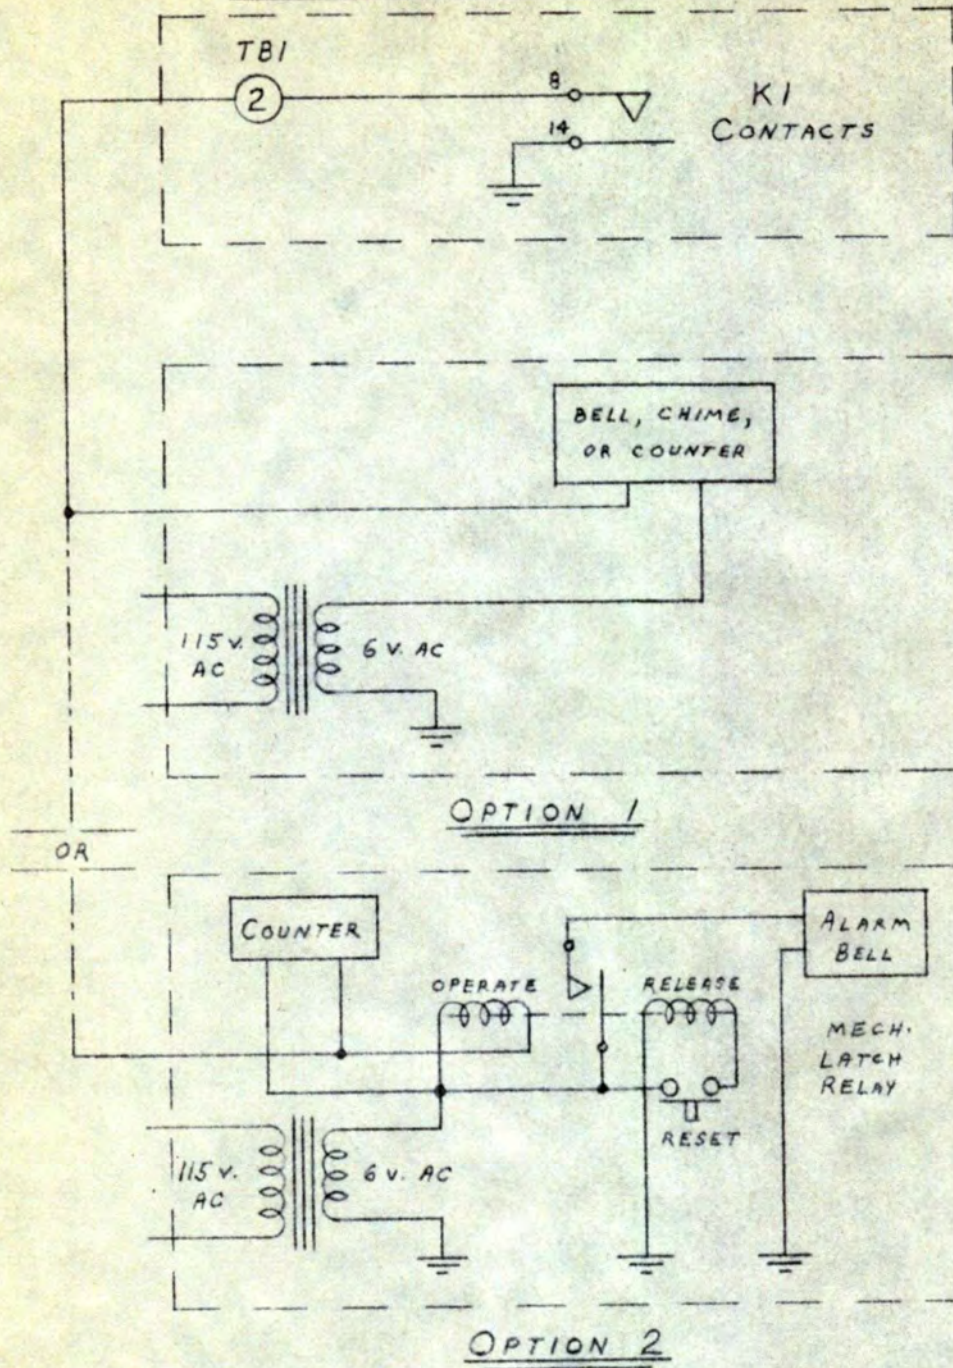 TB1
2
8
14
K1
CONTACTS
BELL, CHIME,
OR COUNTER
115 V.
AC
6 V. AC
OPTION 1
OR
COUNTER
OPERATE
RELEASE
ALARM
BELL
MECH.
LATCH
RELAY
RESET
115 V.
AC
6 V. AC
OPTION 2